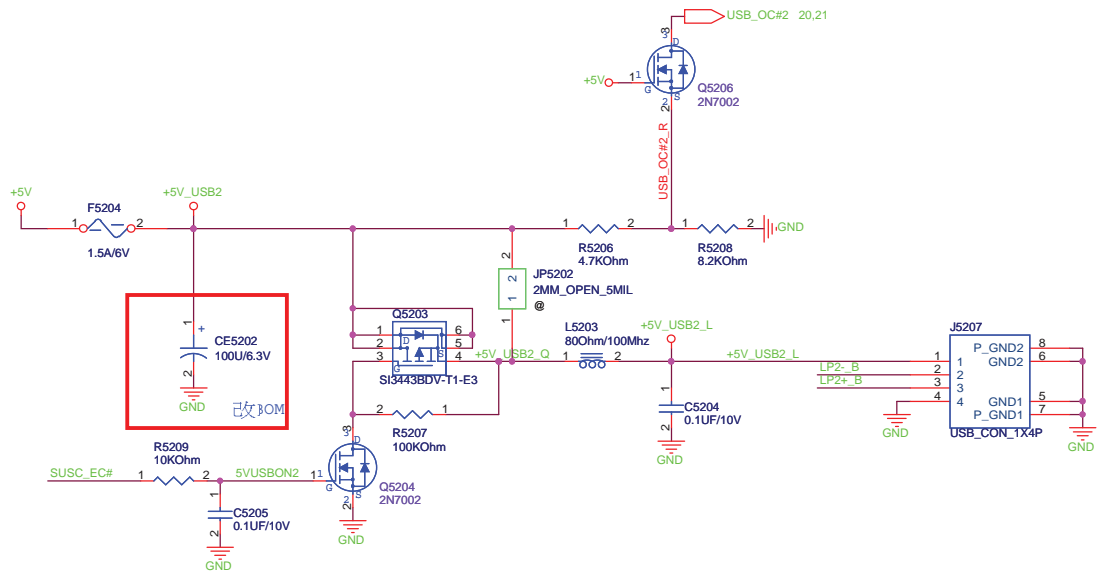 USB_OC#2 20,21
3
D
+5V
1
1
G
S
2
Q5206
2N7002
USB_OC#2_R
+5V
F5204
1
2
1.5A/6V
+5V_USB2
1
2
R5206
4.7KOhm
1
2
R5208
8.2KOhm
GND
2
2
1
1
JP5202
2MM_OPEN_5MIL
@
1
+
CE5202
100U/6.3V
2
GND
改BOM
Q5203
1
2
3
6
5
4
D
S
G
SI3443BDV-T1-E3
+5V_USB2_Q
L5203
80Ohm/100Mhz
1
2
+5V_USB2_L
+5V_USB2_L
1
C5204
0.1UF/10V
2
GND
J5207
1
2
3
4
1
2
3
4
P_GND2
GND2
GND1
P_GND1
8
6
5
7
USB_CON_1X4P
LP2-_B
LP2+_B
GND
GND
2
1
R5207
100KOhm
3
D
1
G
S
2
Q5204
2N7002
GND
SUSC_EC#
R5209
10KOhm
1
2
5VUSBON2
1
1
C5205
0.1UF/10V
2
GND